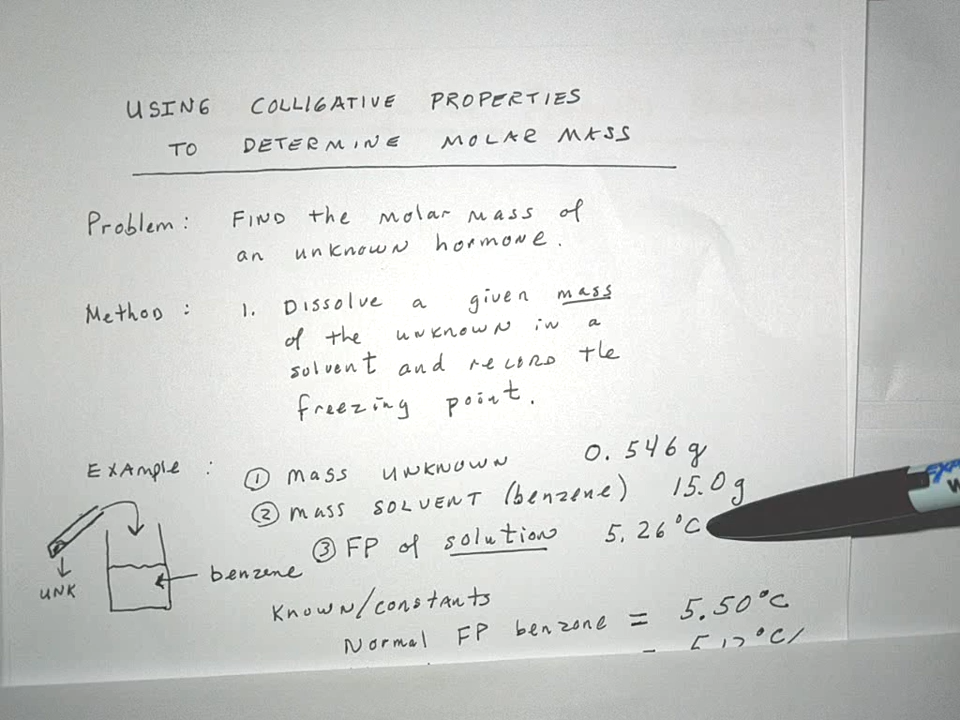 USING COLLIGATIVE PROPERTIES
TO DETERMINE MOLAR MASS
Problem: FIND the molar mass of
an unknown hormone.
Method: 1. Dissolve a given mass
of the unknown in a
solvent and record the
freezing point.
Example: ① mass UNKNOWN 0.546g
② mass SOLVENT (benzene) 15.0g
③ FP of solution 5.26°C
UNK
benzene
Known/constants
Normal FP benzene = 5.50°C